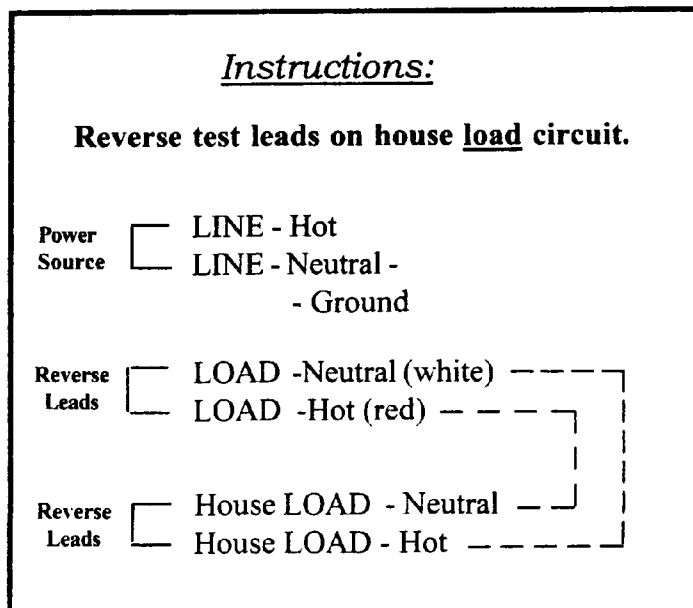 Instructions:
Reverse test leads on house load circuit.
Power
Source
LINE - Hot
LINE - Neutral -
- Ground
Reverse
Leads
LOAD -Neutral (white)
LOAD -Hot (red)
Reverse
Leads
House LOAD - Neutral
House LOAD - Hot